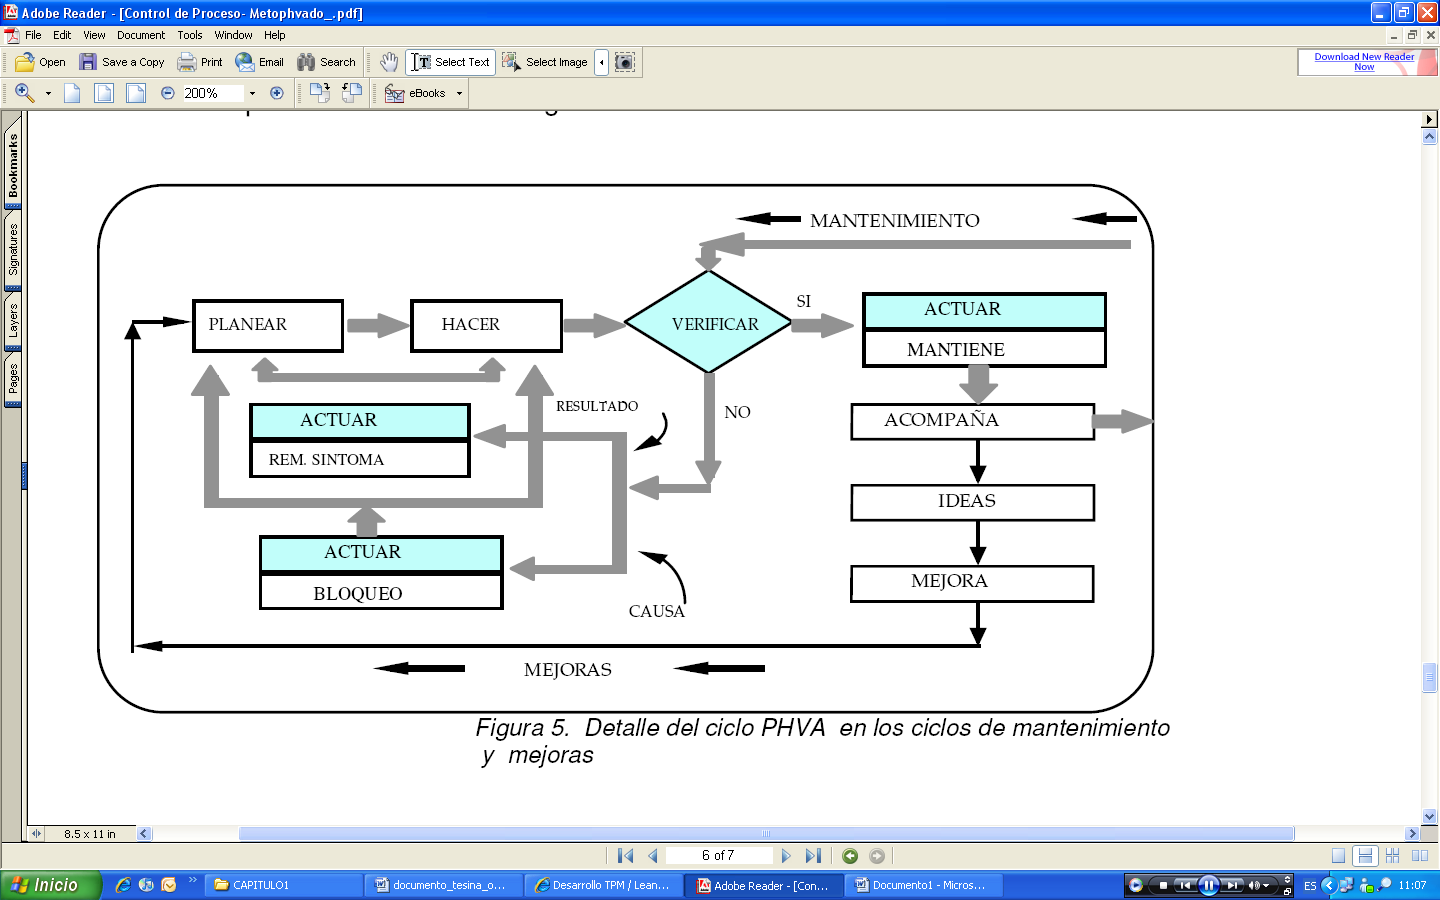 Adobe Reader - [Control de Proceso- Metophvado_.pdf]
File Edit View Document Tools Window Help
Open Save a Copy Print Email Search Select Text Select Image
Download New Reader Now
200% eBooks
Bookmarks
Signatures
Layers
Pages
MANTENIMIENTO
PLANEAR
HACER
VERIFICAR
SI
ACTUAR
MANTIENE
ACTUAR
REM. SINTOMA
RESULTADO
NO
ACOMPAÑA
IDEAS
ACTUAR
BLOQUEO
CAUSA
MEJORA
MEJORAS
Figura 5. Detalle del ciclo PHVA en los ciclos de mantenimiento
y mejoras
8.5 x 11 in
6 of 7
Inicio CAPITULO1 documento_tesina_o... Desarrollo TPM / Lean... Adobe Reader - [Con... Documento1 - Micros... ES 11:07